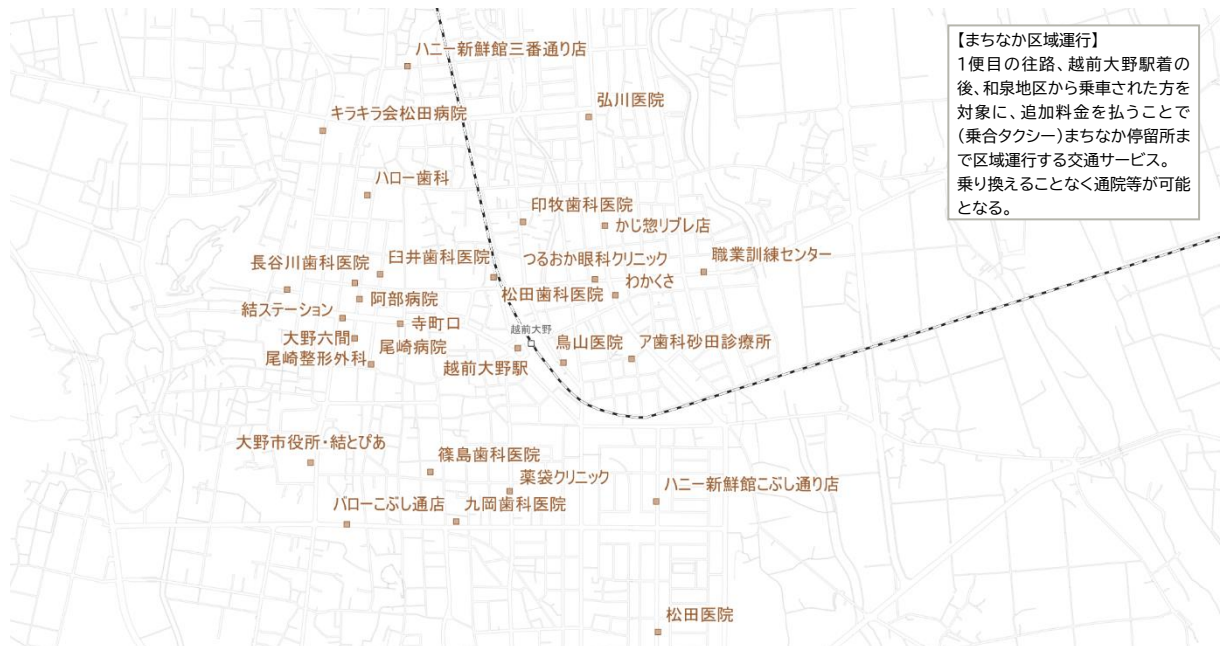 【まちなか区域運行】
1便目の往路、越前大野駅着の
後、和泉地区から乗車された方を
対象に、追加料金を払うことで
(乗合タクシー)まちなか停留所ま
で区域運行する交通サービス。
乗り換えることなく通院等が可能
となる。
ハニー新鮮館三番通り店
キラキラ会松田病院
弘川医院
ハロー歯科
印牧歯科医院
かじ惣リブレ店
長谷川歯科医院
臼井歯科医院
つるおか眼科クリニック
職業訓練センター
阿部病院
松田歯科医院
わかくさ
結ステーション
寺町口
越前大野
大野六間
尾崎病院
鳥山医院
ア歯科砂田診療所
尾崎整形外科
越前大野駅
大野市役所・結とぴあ
篠島歯科医院
薬袋クリニック
ハニー新鮮館こぶし通り店
バローこぶし通店
九岡歯科医院
松田医院